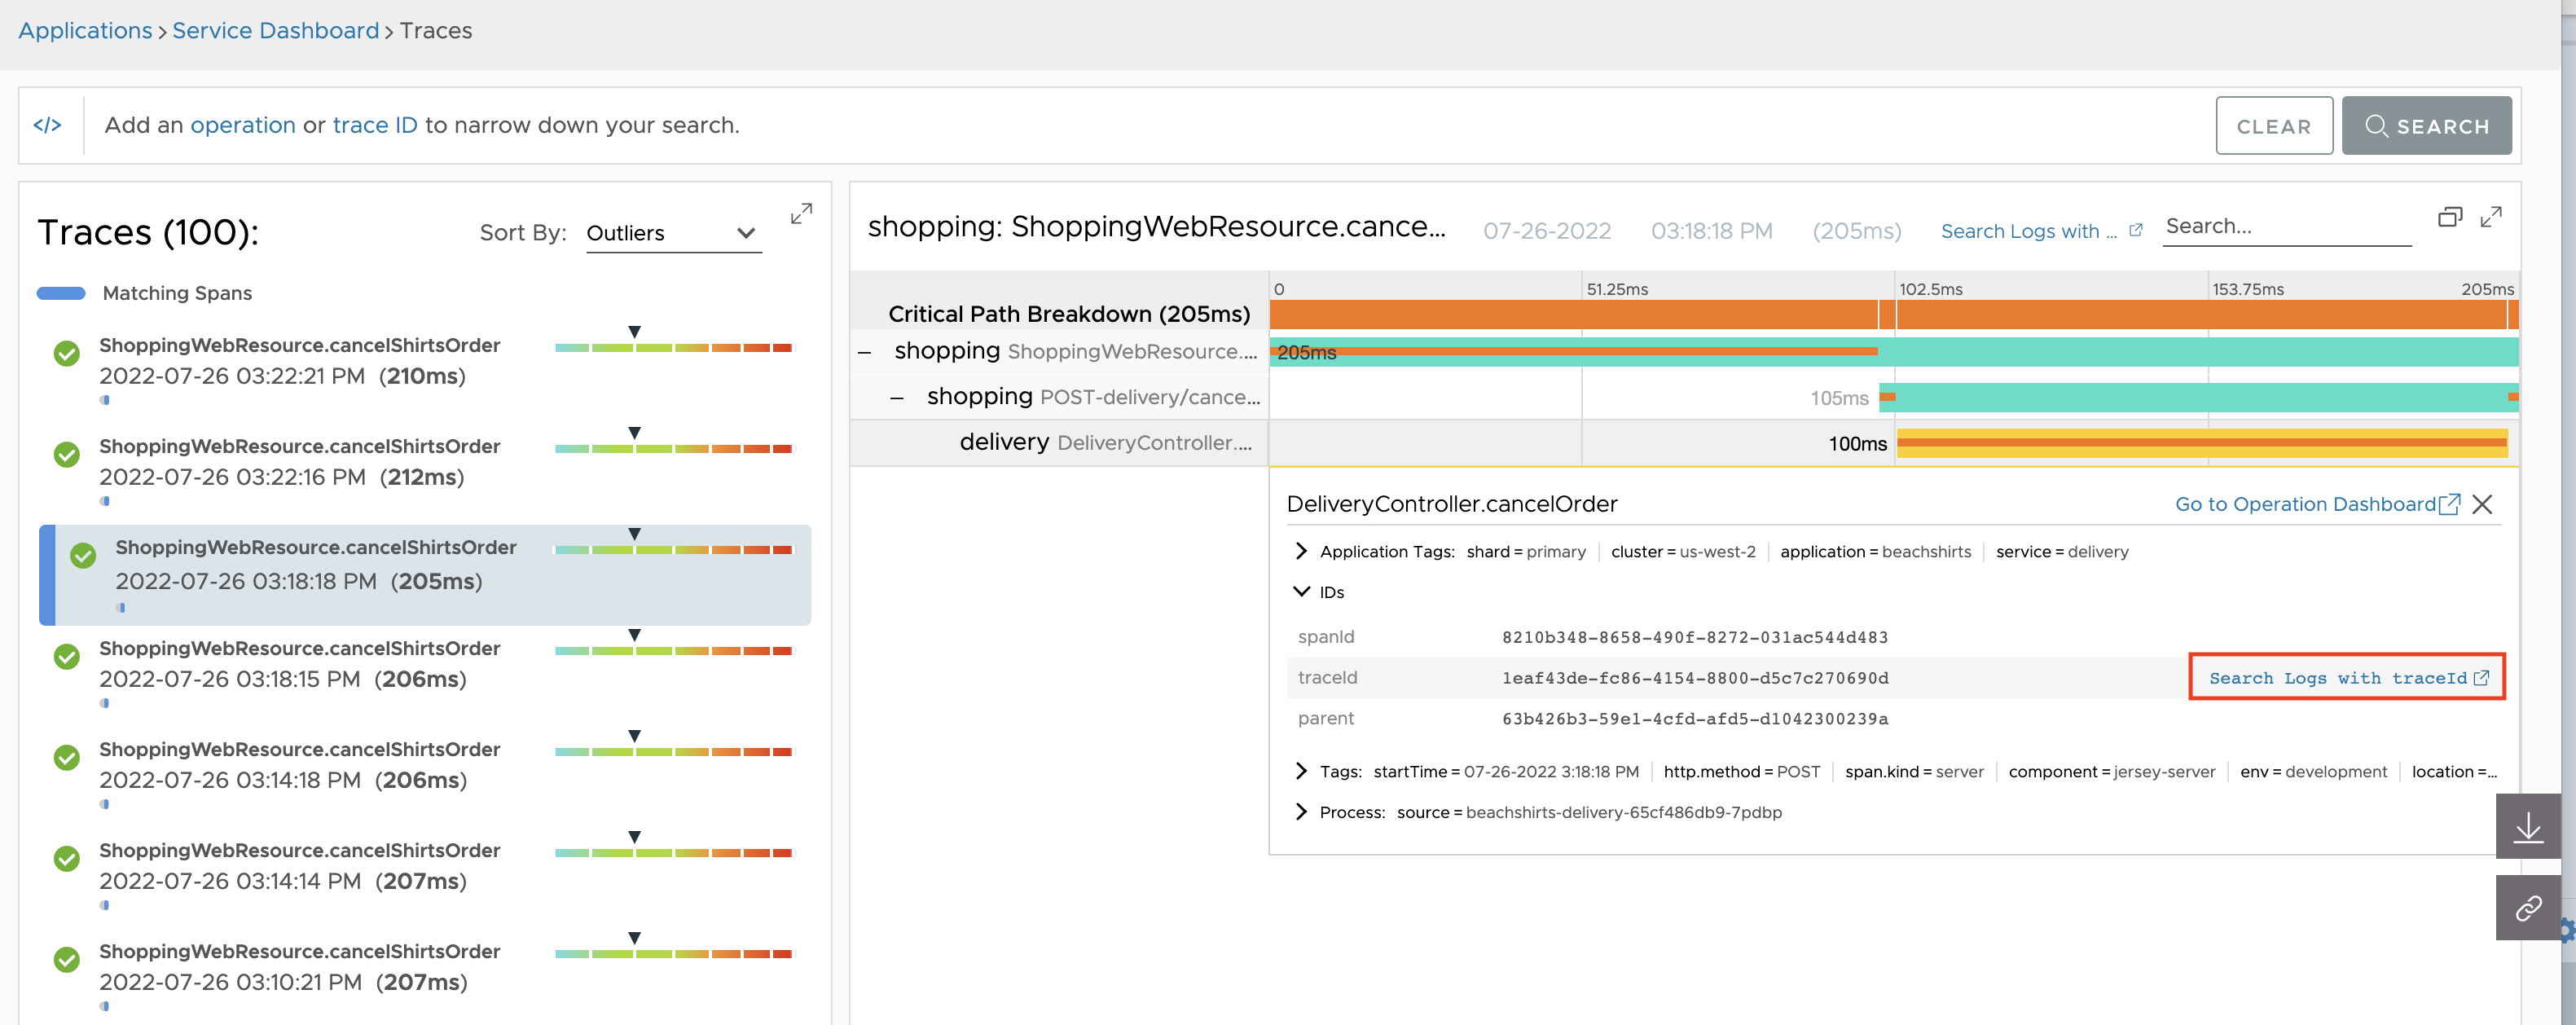 Applications > Service Dashboard > Traces
</> Add an operation or trace ID to narrow down your search. CLEAR SEARCH
Traces (100): Sort By: Outliers
Matching Spans
ShoppingWebResource.cancelShirtsOrder
2022-07-26 03:22:21 PM (210ms)
ShoppingWebResource.cancelShirtsOrder
2022-07-26 03:22:16 PM (212ms)
ShoppingWebResource.cancelShirtsOrder
2022-07-26 03:18:18 PM (205ms)
ShoppingWebResource.cancelShirtsOrder
2022-07-26 03:18:15 PM (206ms)
ShoppingWebResource.cancelShirtsOrder
2022-07-26 03:14:18 PM (206ms)
ShoppingWebResource.cancelShirtsOrder
2022-07-26 03:14:14 PM (207ms)
ShoppingWebResource.cancelShirtsOrder
2022-07-26 03:10:21 PM (207ms)
shopping: ShoppingWebResource.cance... 07-26-2022 03:18:18 PM (205ms) Search Logs with ... Search...
0 51.25ms 102.5ms 153.75ms 205ms
Critical Path Breakdown (205ms)
– shopping ShoppingWebResource.... 205ms
– shopping POST-delivery/cance... 105ms
delivery DeliveryController.... 100ms
DeliveryController.cancelOrder Go to Operation Dashboard
Application Tags: shard = primary cluster = us-west-2 application = beachshirts service = delivery
IDs
spanId 8210b348-8658-490f-8272-031ac544d483
traceId 1eaf43de-fc86-4154-8800-d5c7c270690d Search Logs with traceId
parent 63b426b3-59e1-4cfd-afd5-d1042300239a
Tags: startTime = 07-26-2022 3:18:18 PM http.method = POST span.kind = server component = jersey-server env = development location =...
Process: source = beachshirts-delivery-65cf486db9-7pdbp